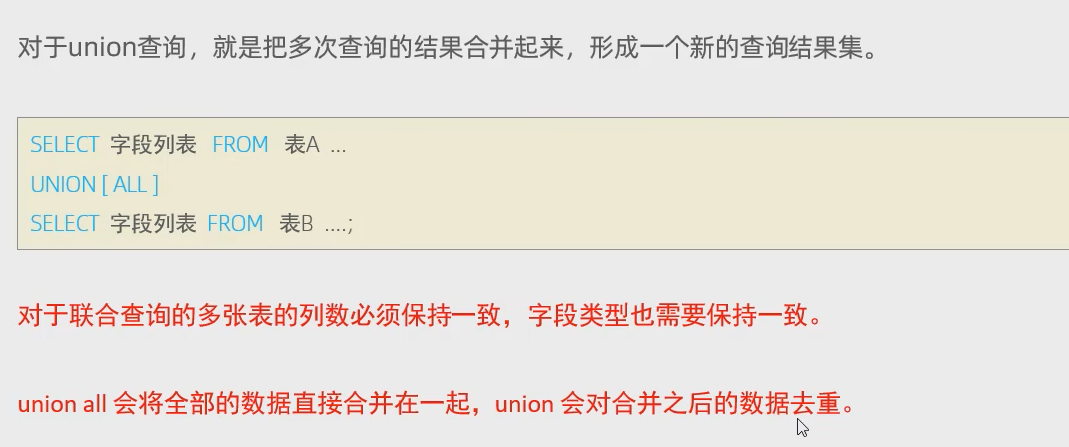 对于union查询，就是把多次查询的结果合并起来，形成一个新的查询结果集。
SELECT 字段列表 FROM 表A ...
UNION [ ALL ]
SELECT 字段列表 FROM 表B ....;
对于联合查询的多张表的列数必须保持一致，字段类型也需要保持一致。
union all 会将全部的数据直接合并在一起，union 会对合并之后的数据去重。